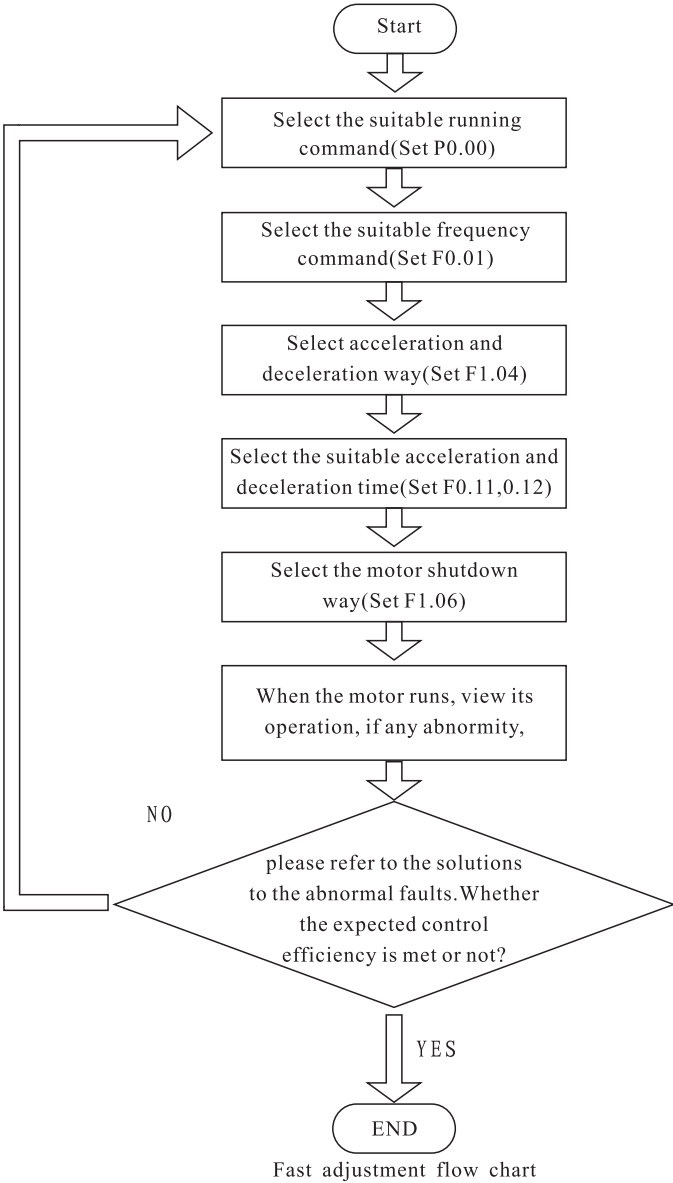 Start
Select the suitable running
command(Set P0.00)
Select the suitable frequency
command(Set F0.01)
Select acceleration and
deceleration way(Set F1.04)
Select the suitable acceleration and
deceleration time(Set F0.11,0.12)
Select the motor shutdown
way(Set F1.06)
When the motor runs, view its
operation, if any abnormity,
NO
please refer to the solutions
to the abnormal faults.Whether
the expected control
efficiency is met or not?
YES
END
Fast adjustment flow chart